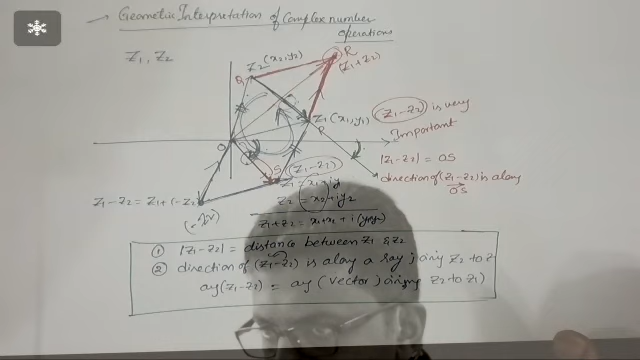 → Geometric Interpretation of Complex number
operations
Z₁, Z₂
Z₂ (x₂, y₂)
R
(Z₁+Z₂)
Q
Z₁ (x₁, y₁)
P
(Z₁-Z₂) is very
Important
O
|Z₁-Z₂| = OS
direction of (Z₁-Z₂) is along
OS
S
(Z₁-Z₂)
Z₁-Z₂ = Z₁+(-Z₂)
(-Z₂)
Z₁ = x₁+iy
Z₂ = x₂+iy₂
Z₁+Z₂ = x₁+x₂+i(y₁+y₂)
① |Z₁-Z₂| = distance between Z₁ & Z₂
② direction of (Z₁-Z₂) is along a ray joining Z₂ to Z
arg(Z₁-Z₂) = arg (vector joining Z₂ to Z₁)